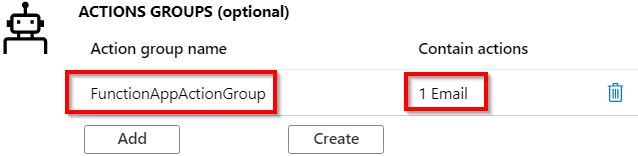 ACTIONS GROUPS (optional)
Action group name Contain actions
FunctionAppActionGroup 1 Email
Add Create